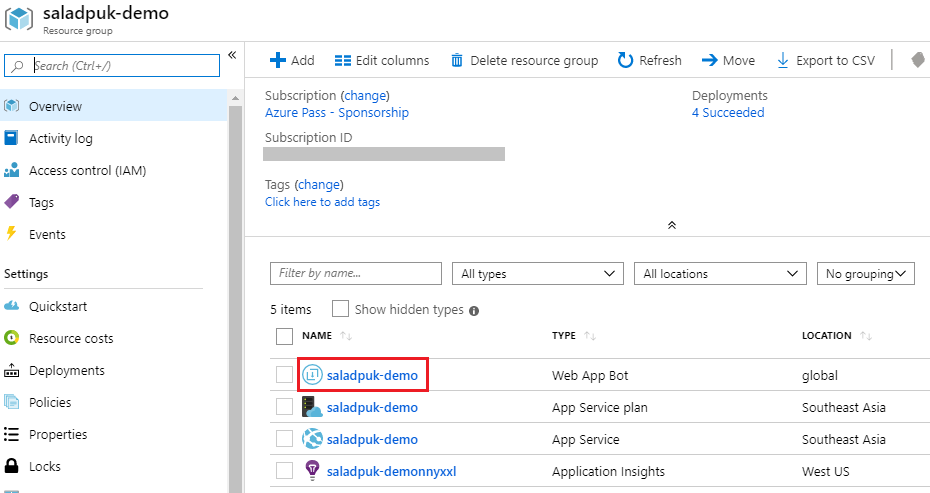 saladpuk-demo
Resource group
Search (Ctrl+/)
«
Overview
Activity log
Access control (IAM)
Tags
Events
Settings
Quickstart
Resource costs
Deployments
Policies
Properties
Locks
Add Edit columns Delete resource group Refresh Move Export to CSV
Subscription (change) Deployments
Azure Pass - Sponsorship 4 Succeeded
Subscription ID
Tags (change)
Click here to add tags
Filter by name... All types All locations No grouping
5 items Show hidden types
NAME TYPE LOCATION
saladpuk-demo Web App Bot global
saladpuk-demo App Service plan Southeast Asia
saladpuk-demo App Service Southeast Asia
saladpuk-demonnyxxl Application Insights West US